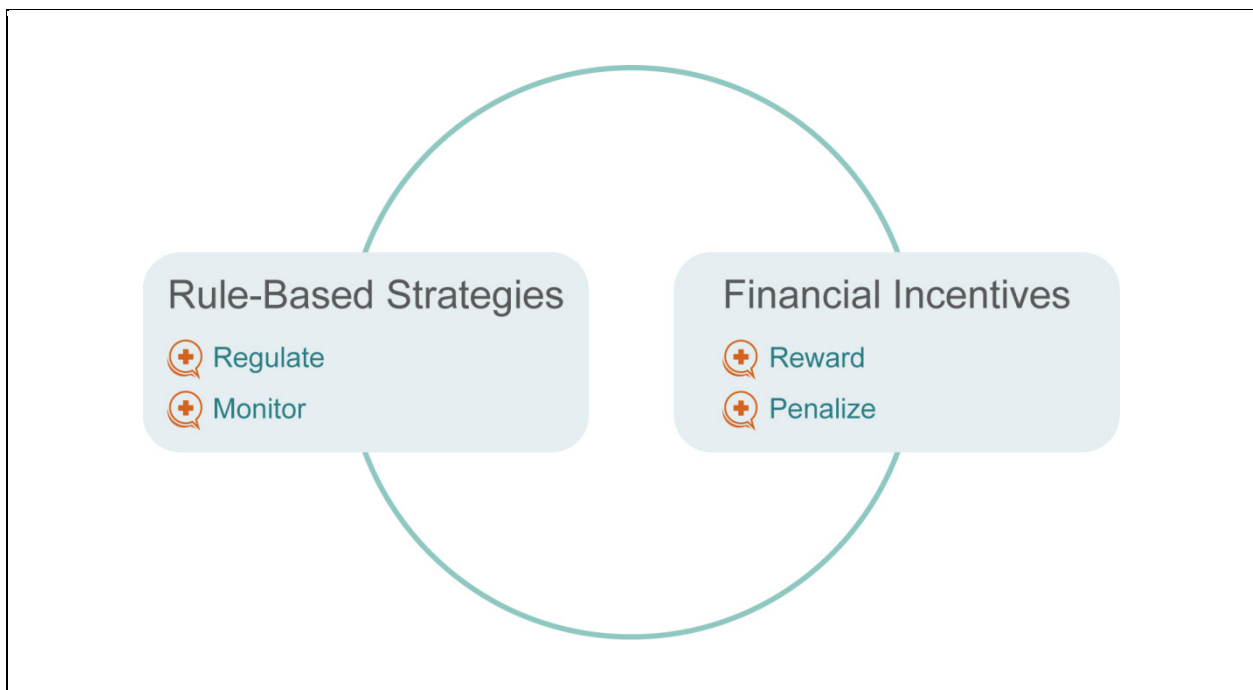 Rule-Based Strategies
Regulate
Monitor
Financial Incentives
Reward
Penalize